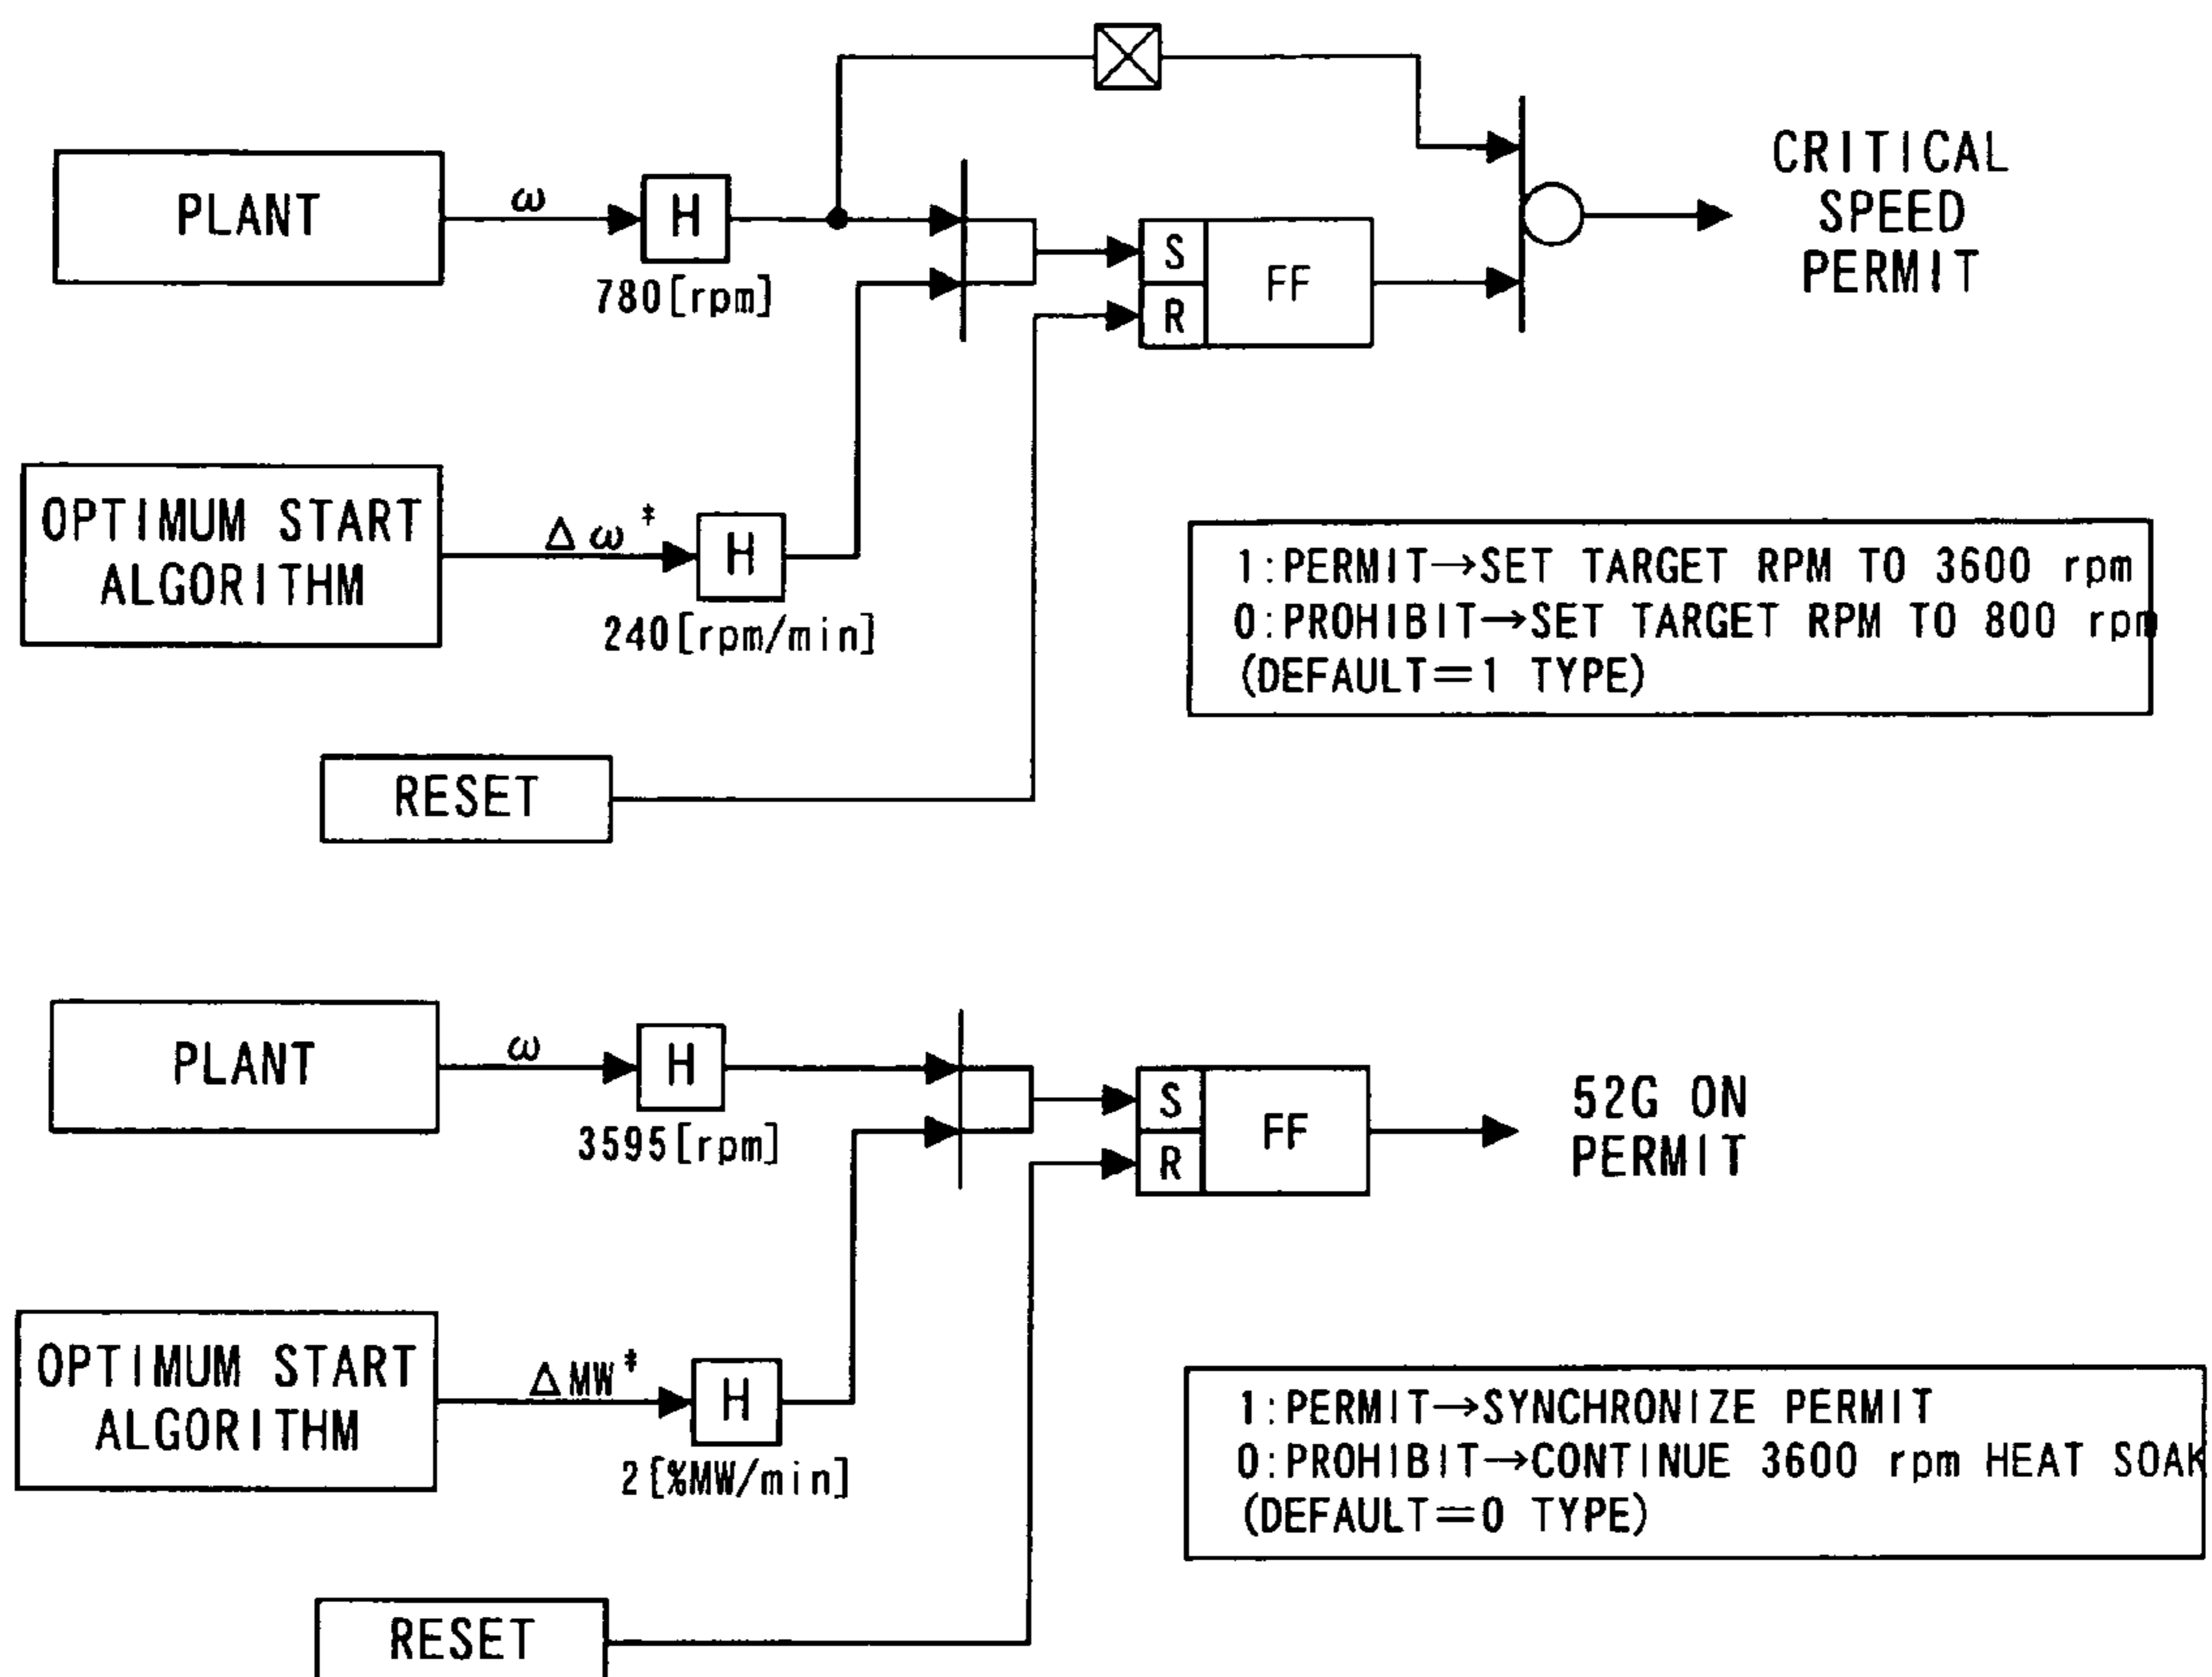 PLANT
ω
H
780[rpm]
S
R
FF
CRITICAL
SPEED
PERMIT
OPTIMUM START
ALGORITHM
Δω*
H
240[rpm/min]
1:PERMIT→SET TARGET RPM TO 3600 rpm
0:PROHIBIT→SET TARGET RPM TO 800 rpm
(DEFAULT=1 TYPE)
RESET
PLANT
ω
H
3595[rpm]
S
R
FF
52G ON
PERMIT
OPTIMUM START
ALGORITHM
ΔMW*
H
2[%MW/min]
1:PERMIT→SYNCHRONIZE PERMIT
0:PROHIBIT→CONTINUE 3600 rpm HEAT SOAK
(DEFAULT=0 TYPE)
RESET